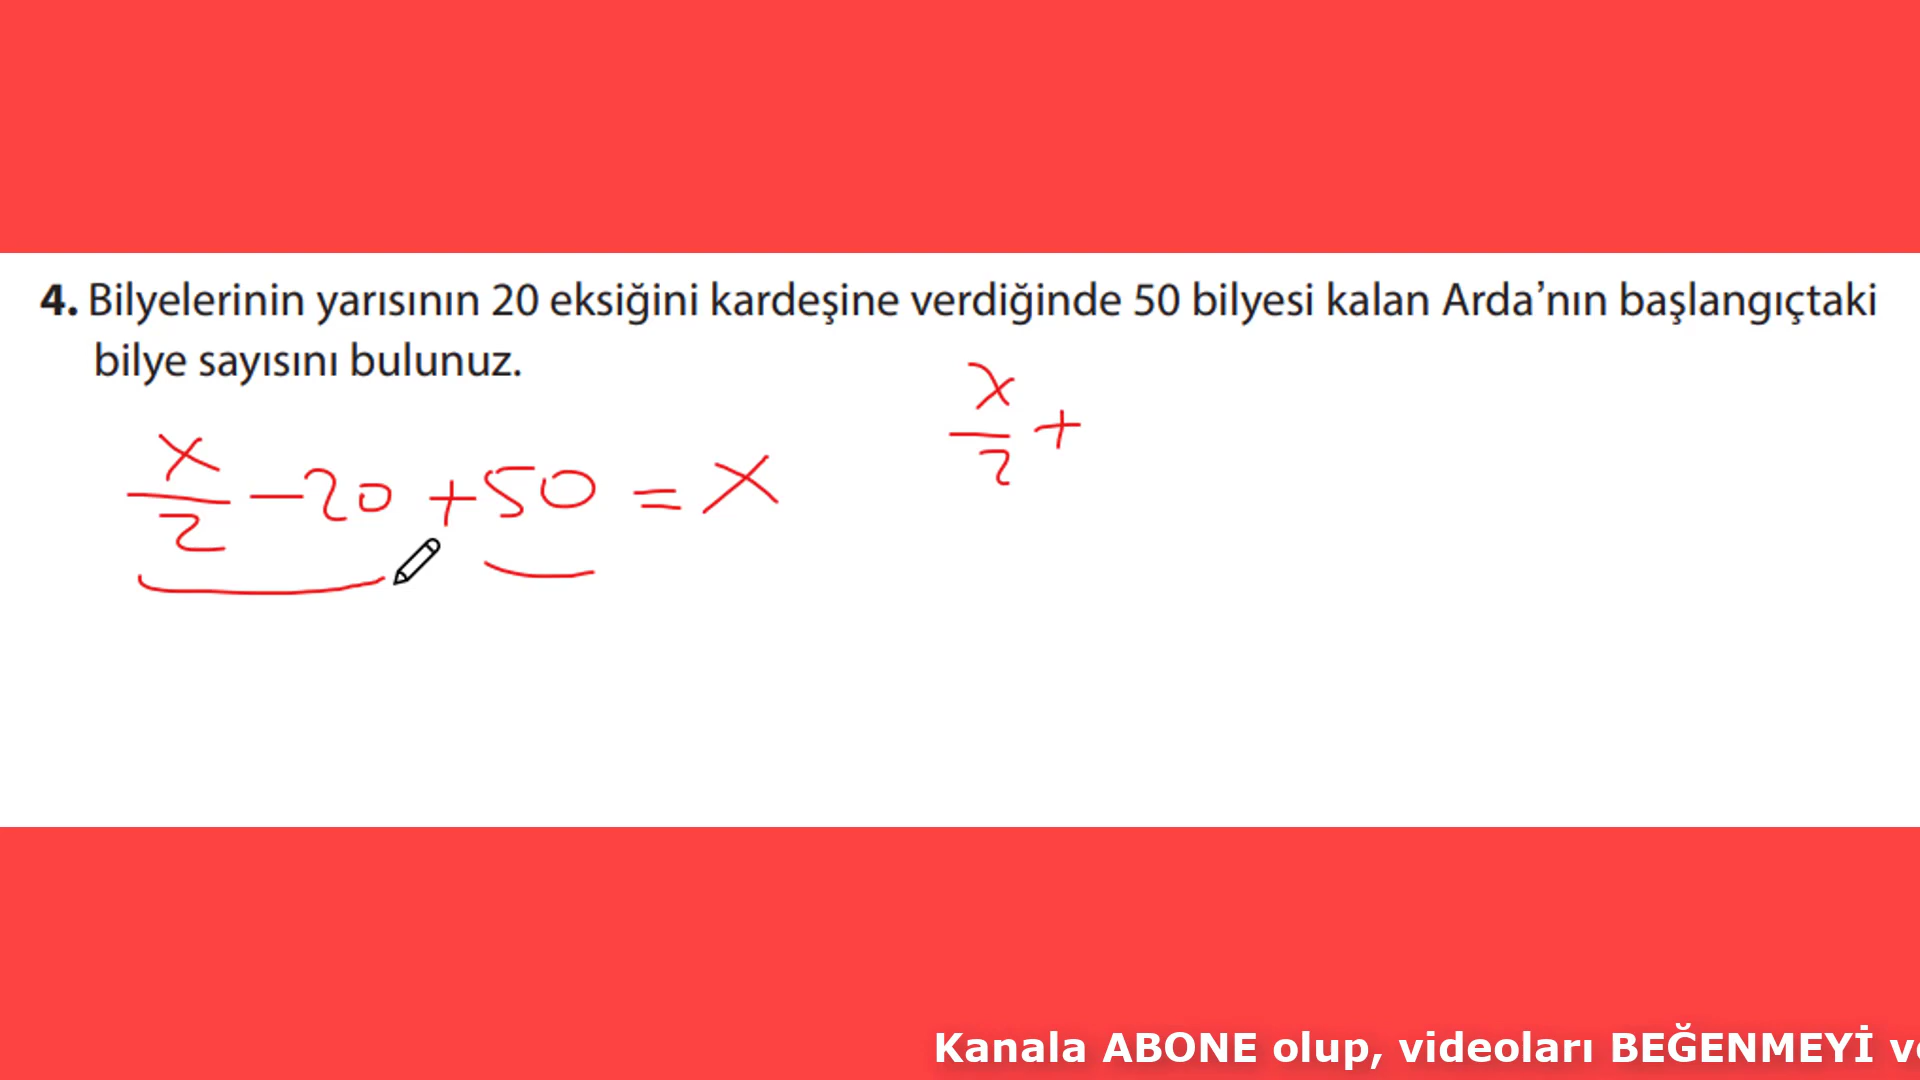 4. Bilyelerinin yarısının 20 eksiğini kardeşine verdiğinde 50 bilyesi kalan Arda’nın başlangıçtaki
bilye sayısını bulunuz.
x/2 - 20 + 50 = x
x/2 +
Kanala ABONE olup, videoları BEĞENMEYİ